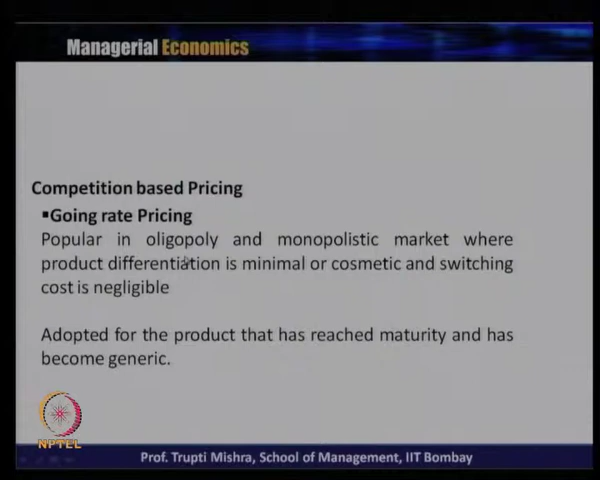 Managerial Economics
Competition based Pricing
▪Going rate Pricing
Popular in oligopoly and monopolistic market where
product differentiation is minimal or cosmetic and switching
cost is negligible
Adopted for the product that has reached maturity and has
become generic.
NPTEL
Prof. Trupti Mishra, School of Management, IIT Bombay